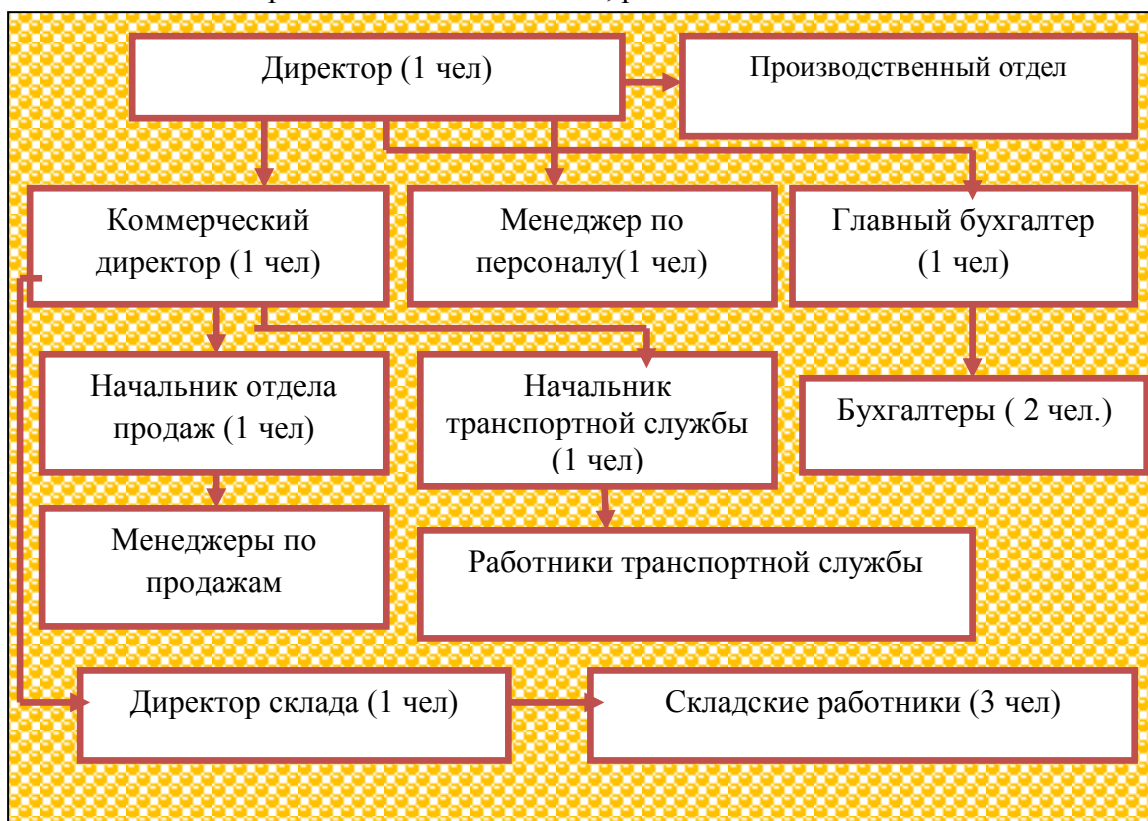 Директор (1 чел)
Производственный отдел
Коммерческий
директор (1 чел)
Менеджер по
персоналу(1 чел)
Главный бухгалтер
(1 чел)
Начальник отдела
продаж (1 чел)
Начальник
транспортной службы
(1 чел)
Бухгалтеры ( 2 чел.)
Менеджеры по
продажам
Работники транспортной службы
Директор склада (1 чел)
Складские работники (3 чел)